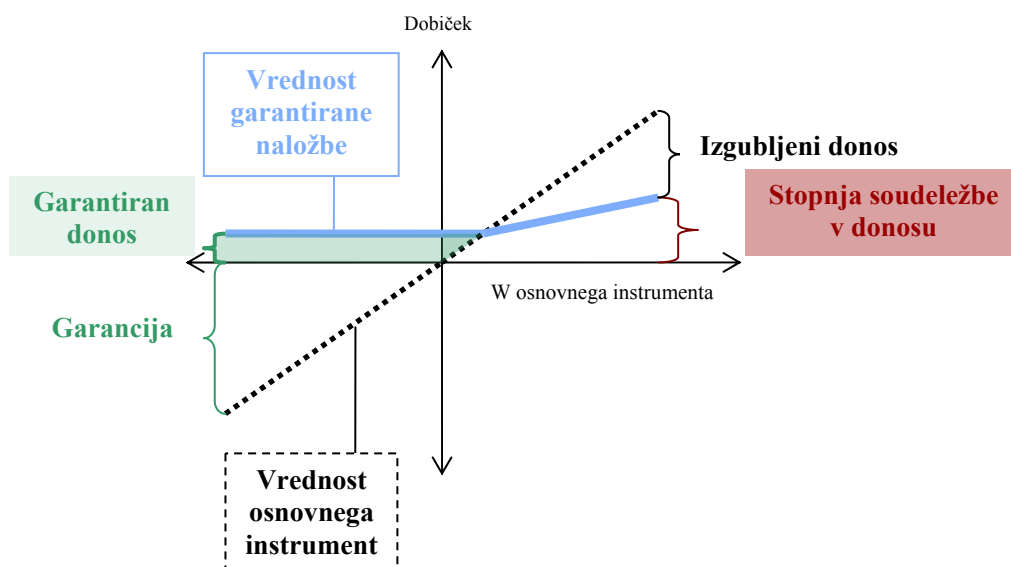 Dobiček
Vrednost
garantirane
naložbe
Izgubljeni donos
Garantiran
donos
Stopnja soudeležbe
v donosu
W osnovnega instrumenta
Garancija
Vrednost
osnovnega
instrument